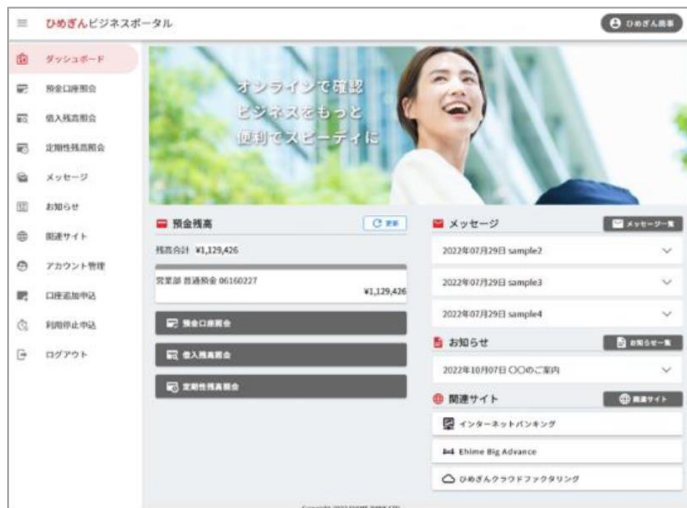 ひめぎんビジネスポータル
ひめぎん商事
ダッシュボード
預金口座照会
借入残高照会
定期性残高照会
メッセージ
お知らせ
関連サイト
アカウント管理
口座追加申込
利用停止申込
ログアウト
オンラインで確認
ビジネスをもっと
便利でスピーディに
預金残高
更新
残高合計 ¥1,129,426
営業部 普通預金 06160227
¥1,129,426
預金口座照会
借入残高照会
定期性残高照会
メッセージ
メッセージ一覧
2022年07月29日 sample2
2022年07月29日 sample3
2022年07月29日 sample4
お知らせ
お知らせ一覧
2022年10月07日 〇〇のご案内
関連サイト
関連サイト
インターネットバンキング
Ehime Big Advance
ひめぎんクラウドファクタリング